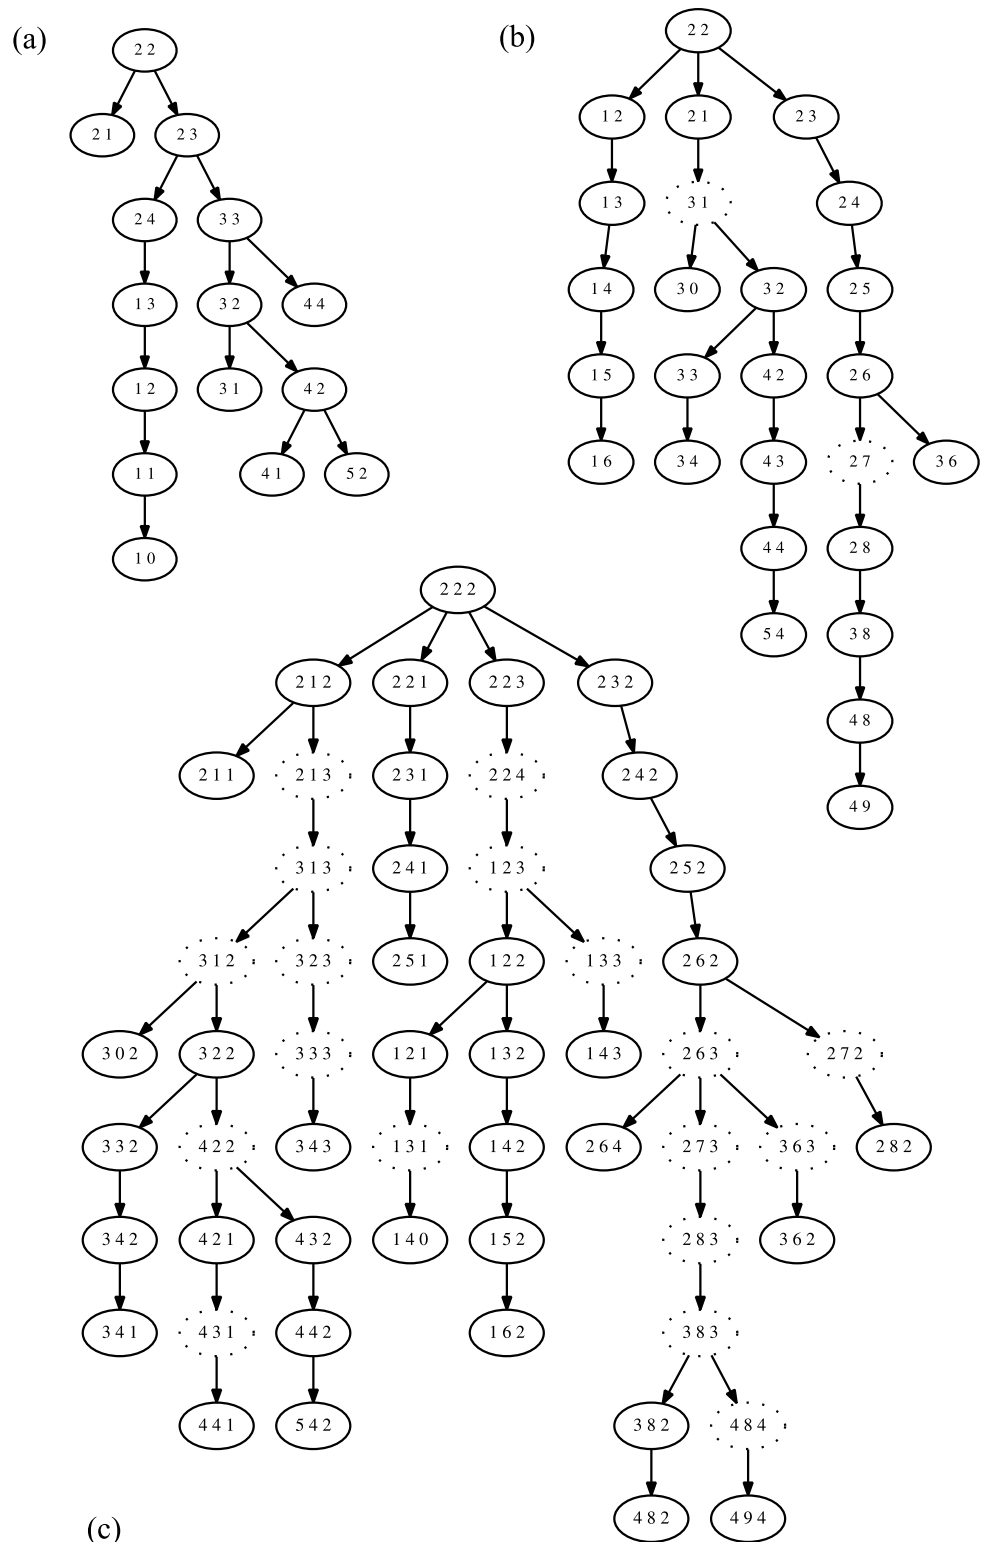 (a)
2 2
2 1 2 3
2 4 3 3
1 3 3 2 4 4
1 2 3 1 4 2
1 1 4 1 5 2
1 0
(b)
2 2
1 2 2 1 2 3
1 3 3 1 2 4
1 4 3 0 3 2 2 5
1 5 3 3 4 2 2 6
1 6 3 4 4 3 2 7 3 6
4 4 2 8
5 4 3 8
4 8
4 9
2 2 2
2 1 2 2 2 1 2 2 3 2 3 2
2 1 1 2 1 3 2 3 1 2 2 4 2 4 2
3 1 3 2 4 1 1 2 3 2 5 2
3 1 2 3 2 3 2 5 1 1 2 2 1 3 3 2 6 2
3 0 2 3 2 2 3 3 3 1 2 1 1 3 2 1 4 3 2 6 3 2 7 2
3 3 2 4 2 2 3 4 3 1 3 1 1 4 2 2 6 4 2 7 3 3 6 3 2 8 2
3 4 2 4 2 1 4 3 2 1 4 0 1 5 2 2 8 3 3 6 2
3 4 1 4 3 1 4 4 2 1 6 2 3 8 3
4 4 1 5 4 2 3 8 2 4 8 4
4 8 2 4 9 4
(c)